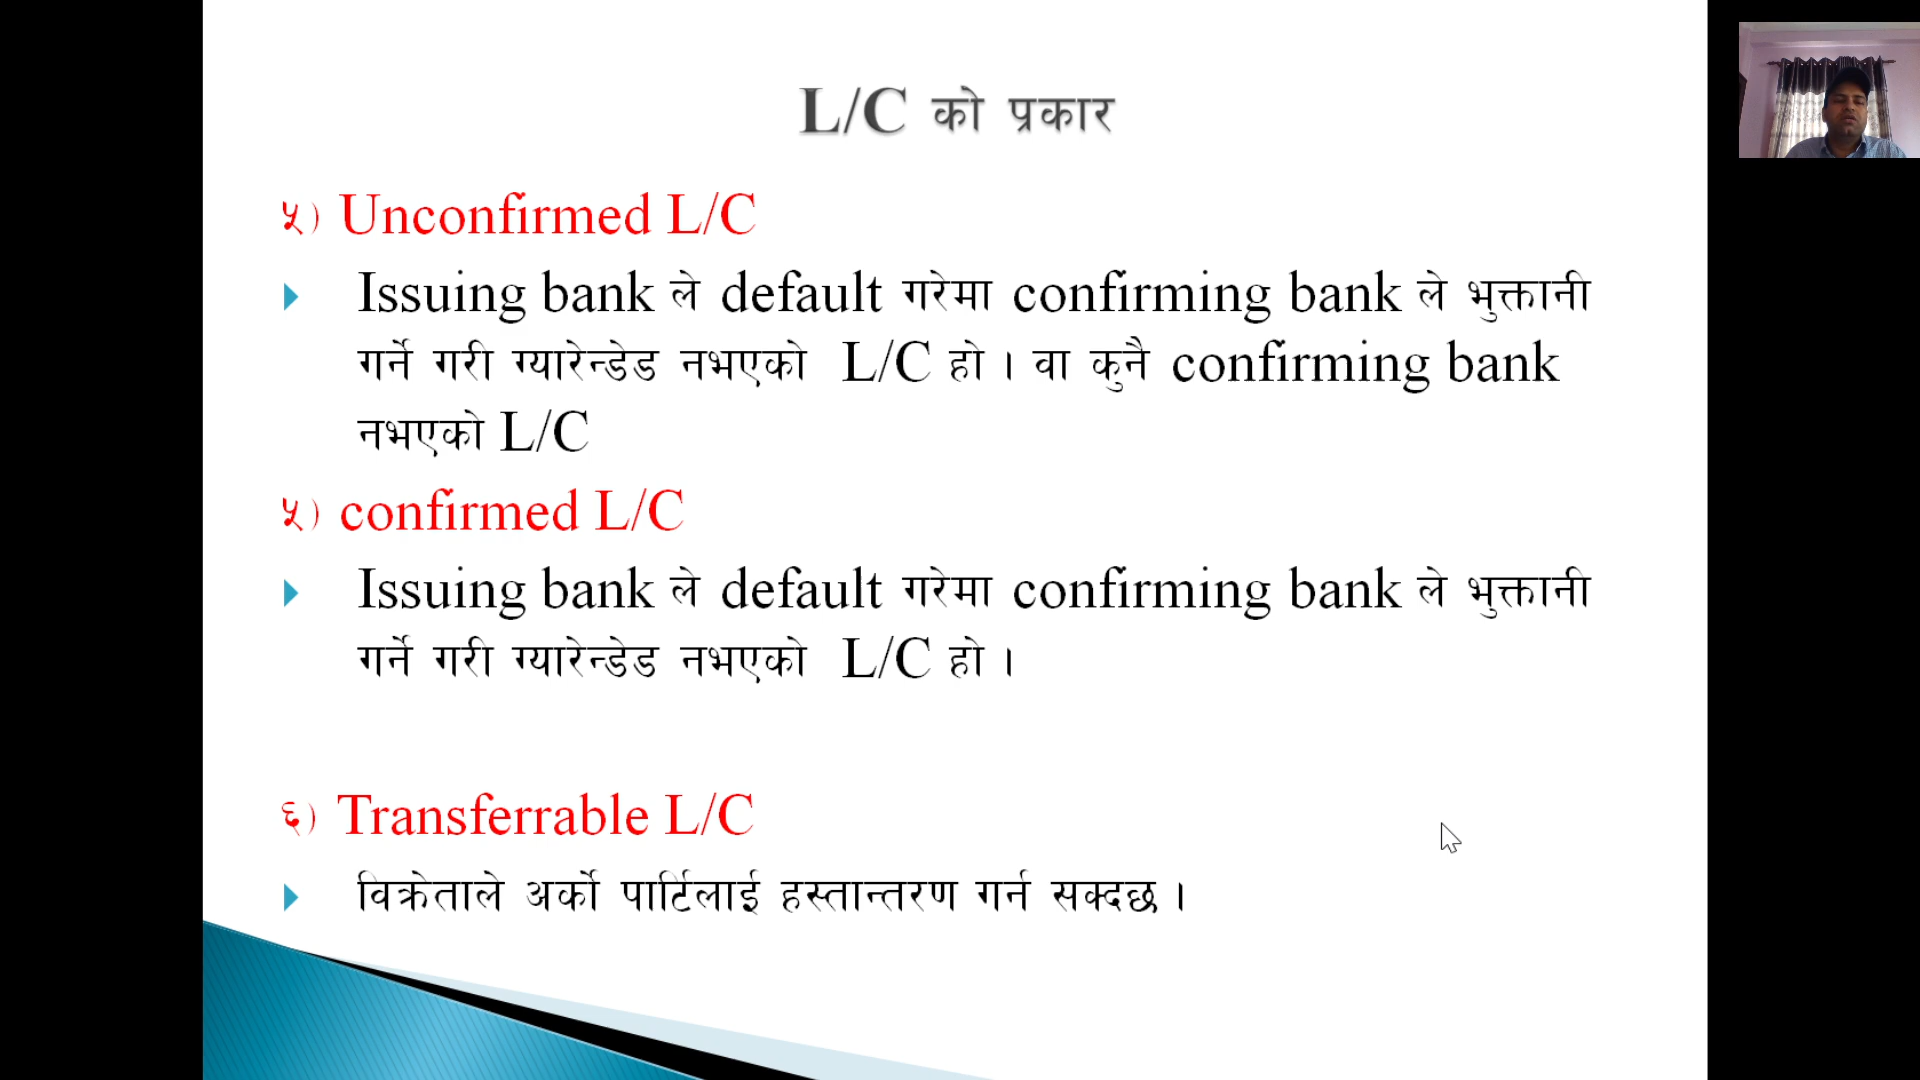 L/C को प्रकार
५) Unconfirmed L/C
Issuing bank ले default गरेमा confirming bank ले भुक्तानी
गर्ने गरी ग्यारेन्डेड नभएको L/C हो । वा कुनै confirming bank
नभएको L/C
५) confirmed L/C
Issuing bank ले default गरेमा confirming bank ले भुक्तानी
गर्ने गरी ग्यारेन्डेड नभएको L/C हो ।
६) Transferrable L/C
विक्रेताले अर्को पार्टिलाई हस्तान्तरण गर्न सक्दछ ।